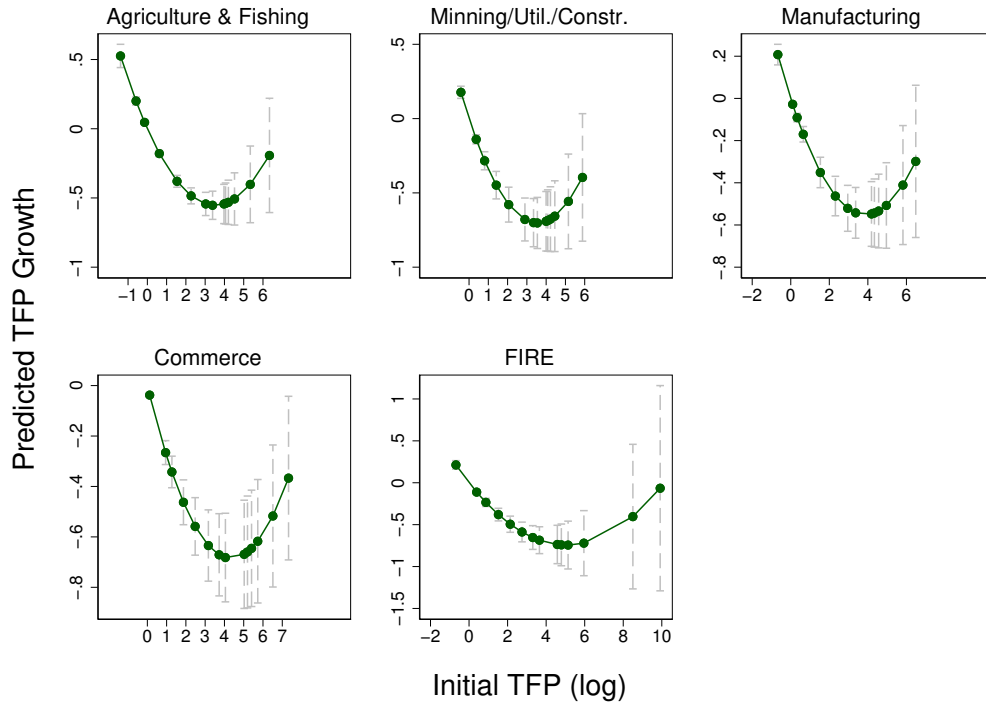 Agriculture & Fishing
Minning/Util./Constr.
Manufacturing
Predicted TFP Growth
.5
0
-.5
-1
-1 0 1 2 3 4 5 6
.5
0
-.5
-1
0 1 2 3 4 5 6
.2
0
-.2
-.4
-.6
-.8
-2 0 2 4 6
Commerce
FIRE
0
-.2
-.4
-.6
-.8
0 1 2 3 4 5 6 7
1
.5
0
-.5
-1
-1.5
-2 0 2 4 6 8 10
Initial TFP (log)